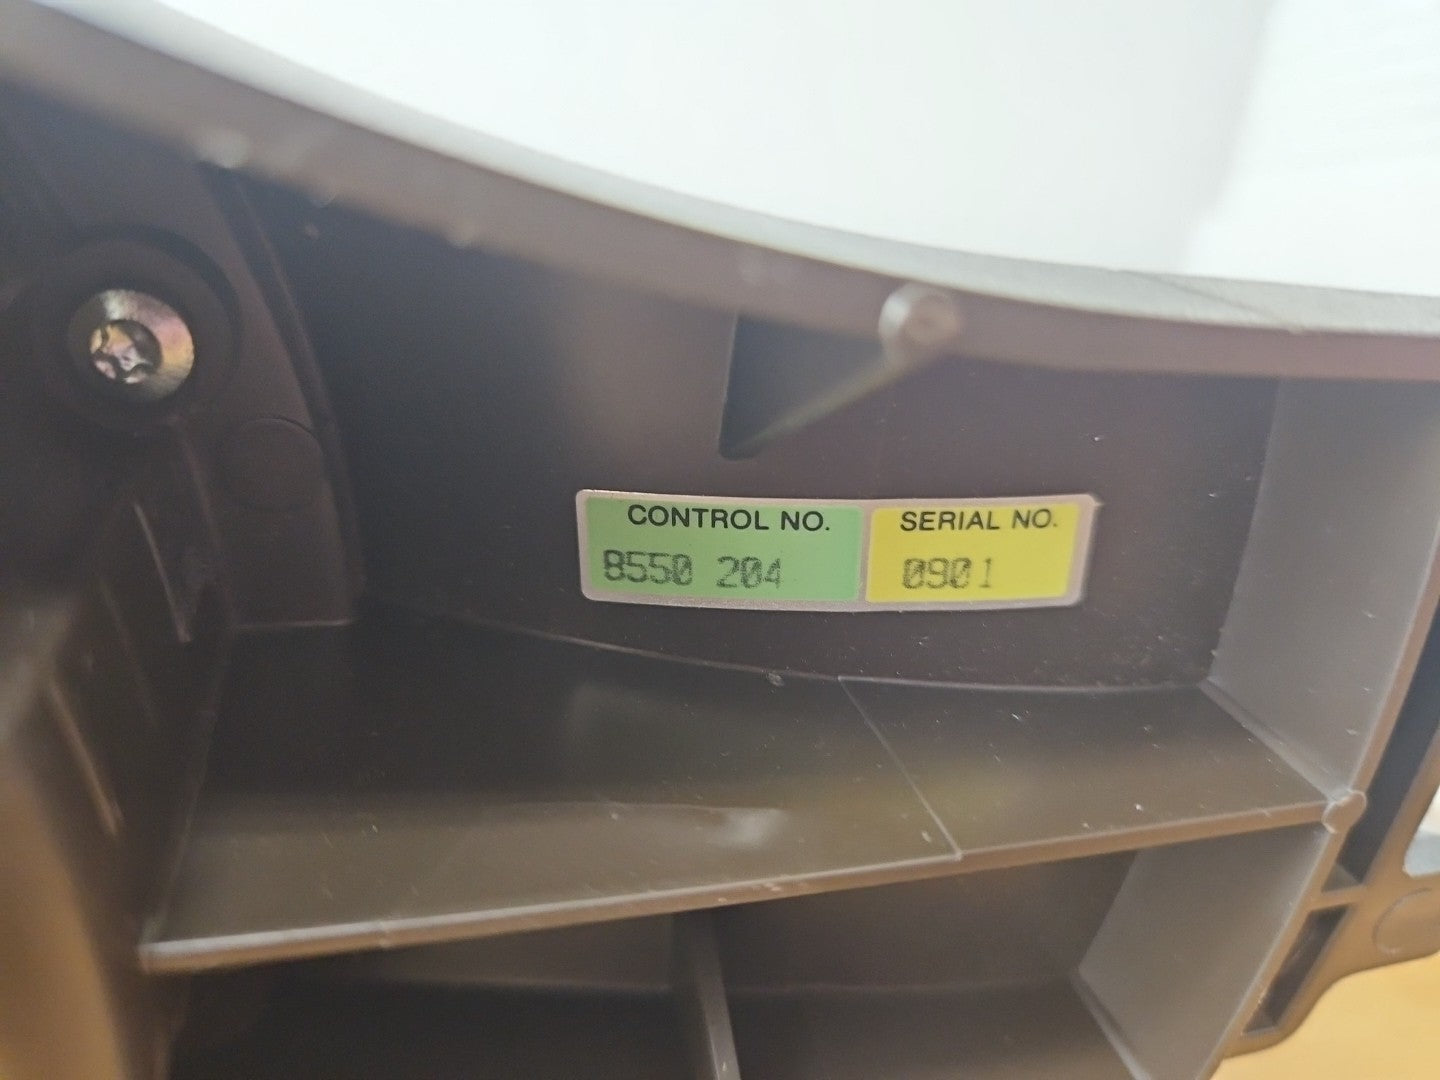 CONTROL NO.
8550 204
SERIAL NO.
0901